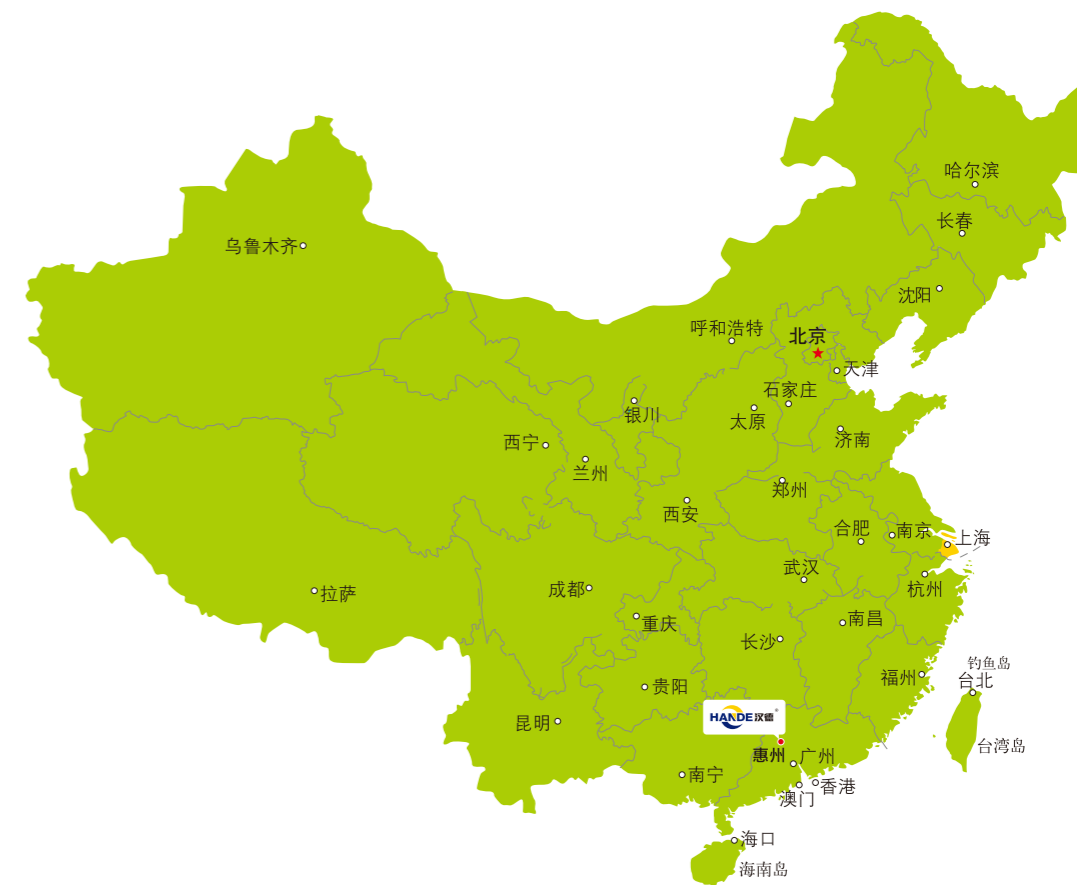 哈尔滨
长春
乌鲁木齐
沈阳
呼和浩特
北京
天津
石家庄
银川
太原
济南
西宁
兰州
郑州
西安
合肥
南京
上海
武汉
杭州
成都
拉萨
重庆
南昌
长沙
钓鱼岛
台北
福州
贵阳
HANDE汉德®
昆明
台湾岛
惠州
广州
南宁
香港
澳门
海口
海南岛